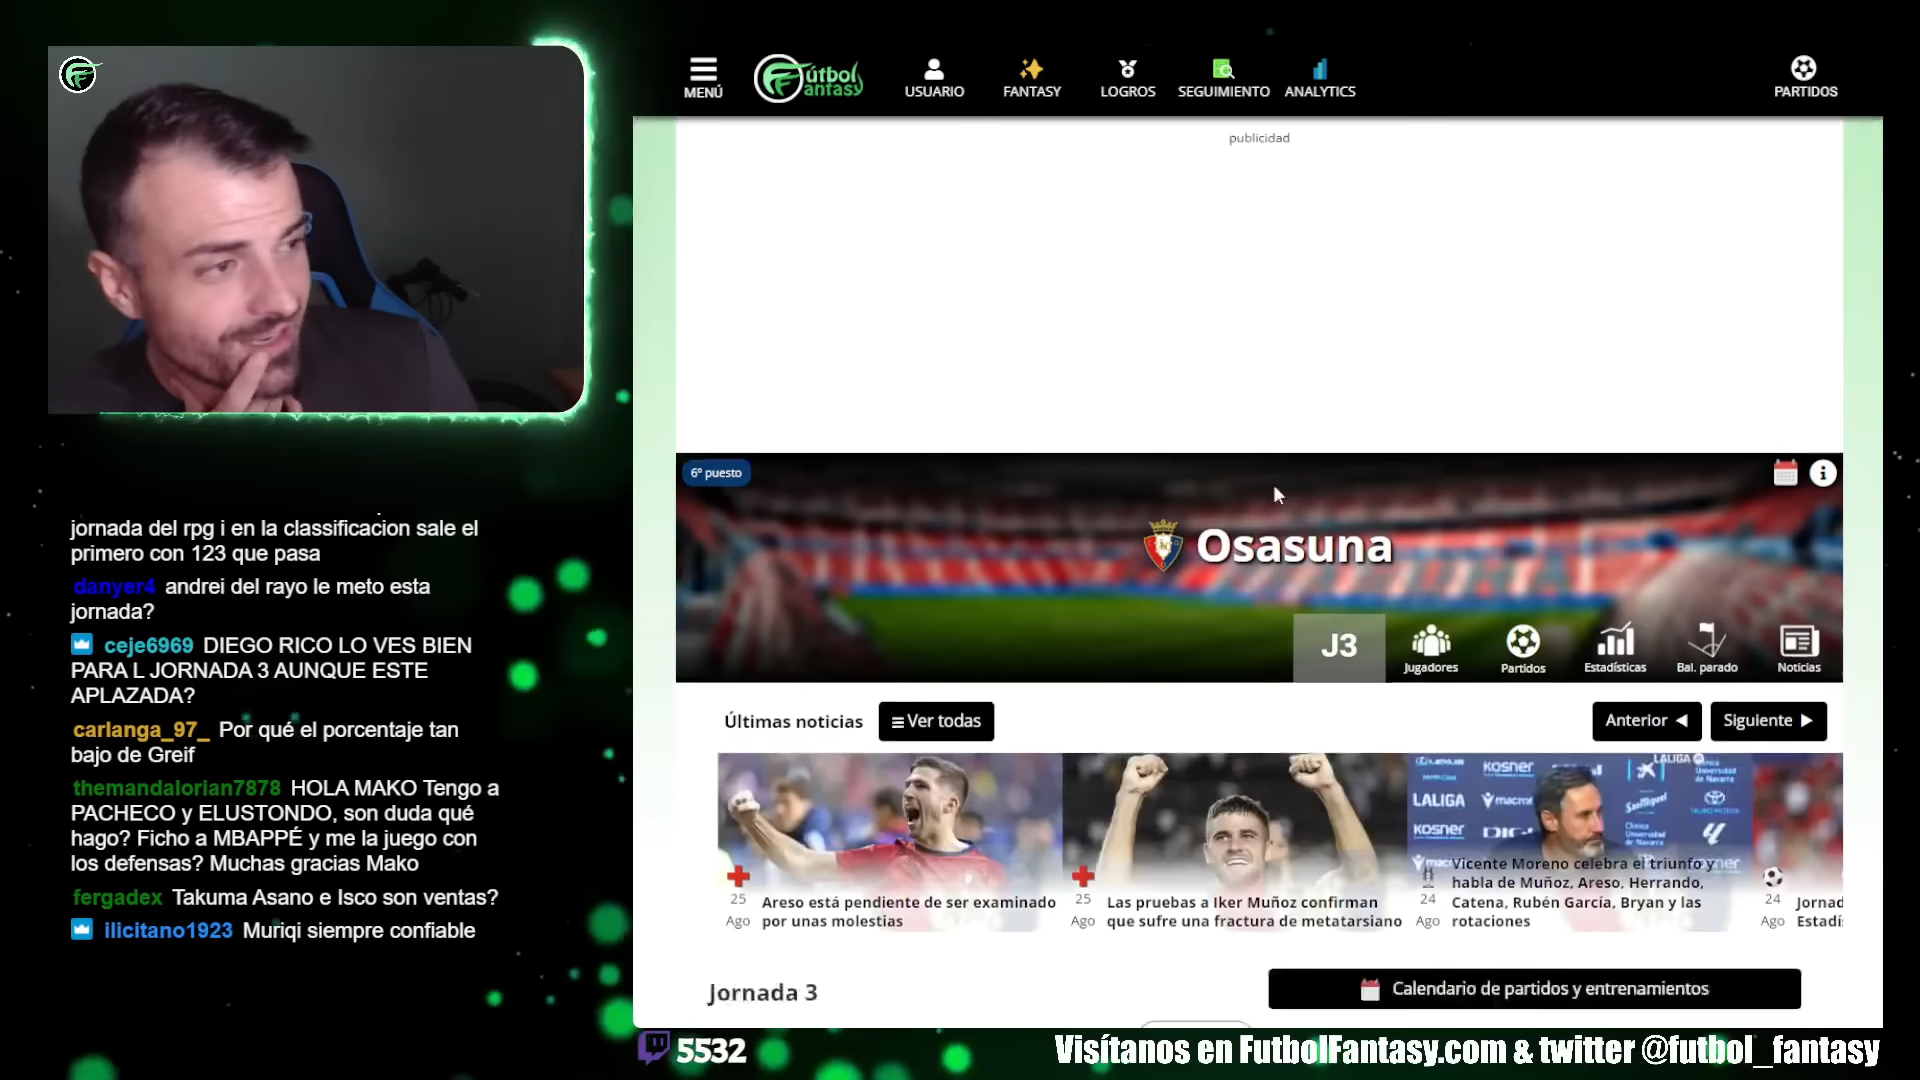 MENÚ
Fútbol
Fantasy
USUARIO
FANTASY
LOGROS
SEGUIMIENTO
ANALYTICS
PARTIDOS
publicidad
6º puesto
Osasuna
J3
Jugadores
Partidos
Estadísticas
Bal. parado
Noticias
Últimas noticias
Ver todas
Anterior
Siguiente
25
Ago
Areso está pendiente de ser examinado
por unas molestias
25
Ago
Las pruebas a Iker Muñoz confirman
que sufre una fractura de metatarsiano
LALIGA
KOSNER
LALIGA
KOSNER
24
Ago
Vicente Moreno celebra el triunfo y
habla de Muñoz, Areso, Herrando,
Catena, Rubén García, Bryan y las
rotaciones
24
Ago
Jornad
Estadí
Jornada 3
Calendario de partidos y entrenamientos
jornada del rpg i en la classificacion sale el
primero con 123 que pasa
danyer4 andrei del rayo le meto esta
jornada?
ceje6969 DIEGO RICO LO VES BIEN
PARA L JORNADA 3 AUNQUE ESTE
APLAZADA?
carlanga_97_ Por qué el porcentaje tan
bajo de Greif
themandalorian7878 HOLA MAKO Tengo a
PACHECO y ELUSTONDO, son duda qué
hago? Ficho a MBAPPÉ y me la juego con
los defensas? Muchas gracias Mako
fergadex Takuma Asano e Isco son ventas?
ilicitano1923 Muriqi siempre confiable
5532
Visítanos en FutbolFantasy.com & twitter @futbol_fantasy